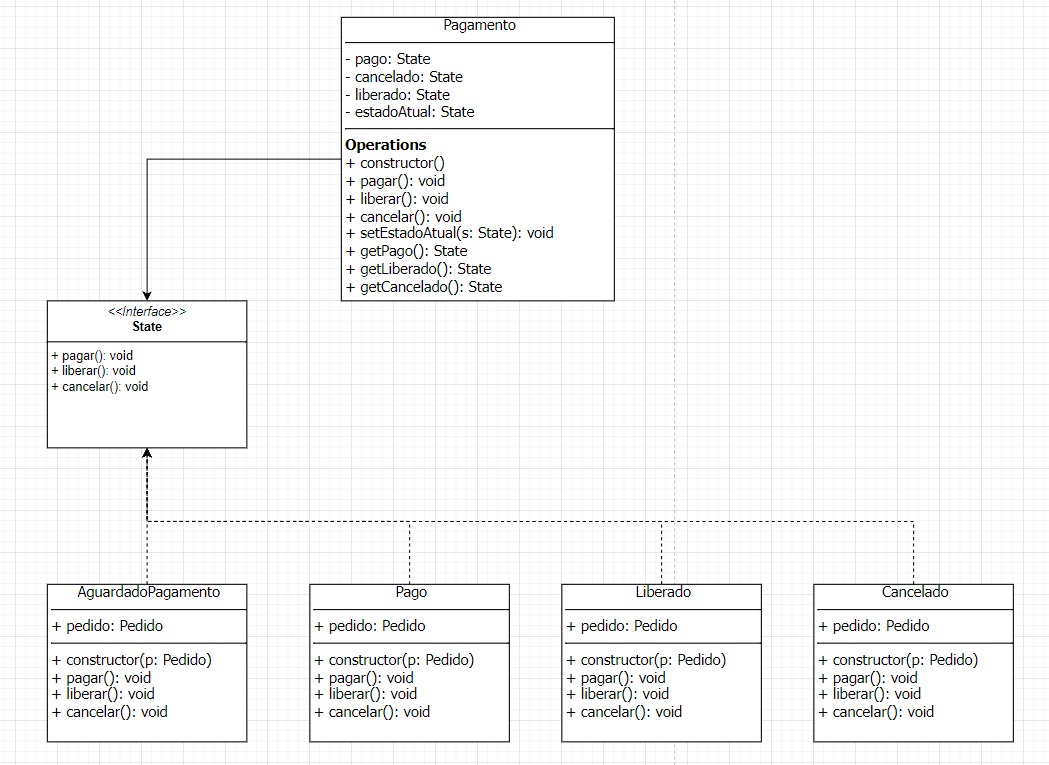 Pagamento
- pago: State
- cancelado: State
- liberado: State
- estadoAtual: State
Operations
+ constructor()
+ pagar(): void
+ liberar(): void
+ cancelar(): void
+ setEstadoAtual(s: State): void
+ getPago(): State
+ getLiberado(): State
+ getCancelado(): State
<<Interface>>
State
+ pagar(): void
+ liberar(): void
+ cancelar(): void
AguardadoPagamento
+ pedido: Pedido
+ constructor(p: Pedido)
+ pagar(): void
+ liberar(): void
+ cancelar(): void
Pago
+ pedido: Pedido
+ constructor(p: Pedido)
+ pagar(): void
+ liberar(): void
+ cancelar(): void
Liberado
+ pedido: Pedido
+ constructor(p: Pedido)
+ pagar(): void
+ liberar(): void
+ cancelar(): void
Cancelado
+ pedido: Pedido
+ constructor(p: Pedido)
+ pagar(): void
+ liberar(): void
+ cancelar(): void